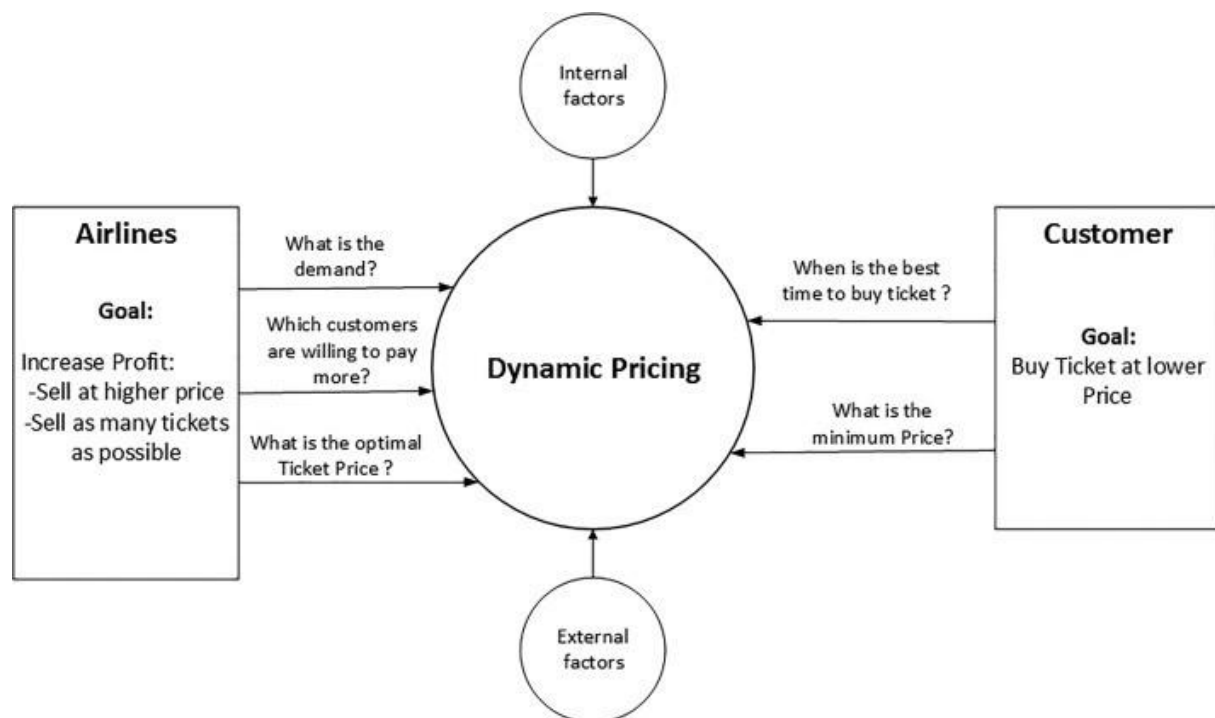 Internal
factors
Airlines
Goal:
Increase Profit:
-Sell at higher price
-Sell as many tickets
as possible
What is the
demand?
Which customers
are willing to pay
more?
What is the optimal
Ticket Price ?
Dynamic Pricing
When is the best
time to buy ticket ?
What is the
minimum Price?
Customer
Goal:
Buy Ticket at lower
Price
External
factors